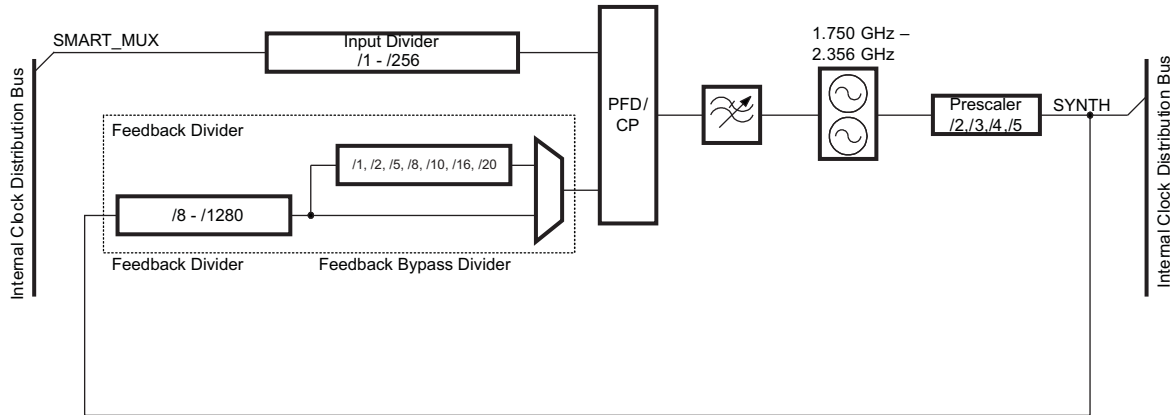 Internal Clock Distribution Bus
SMART_MUX
Input Divider
/1 - /256
Feedback Divider
/1, /2, /5, /8, /10, /16, /20
/8 - /1280
Feedback Divider
Feedback Bypass Divider
PFD/
CP
1.750 GHz –
2.356 GHz
Prescaler
/2,/3,/4,/5
SYNTH
Internal Clock Distribution Bus